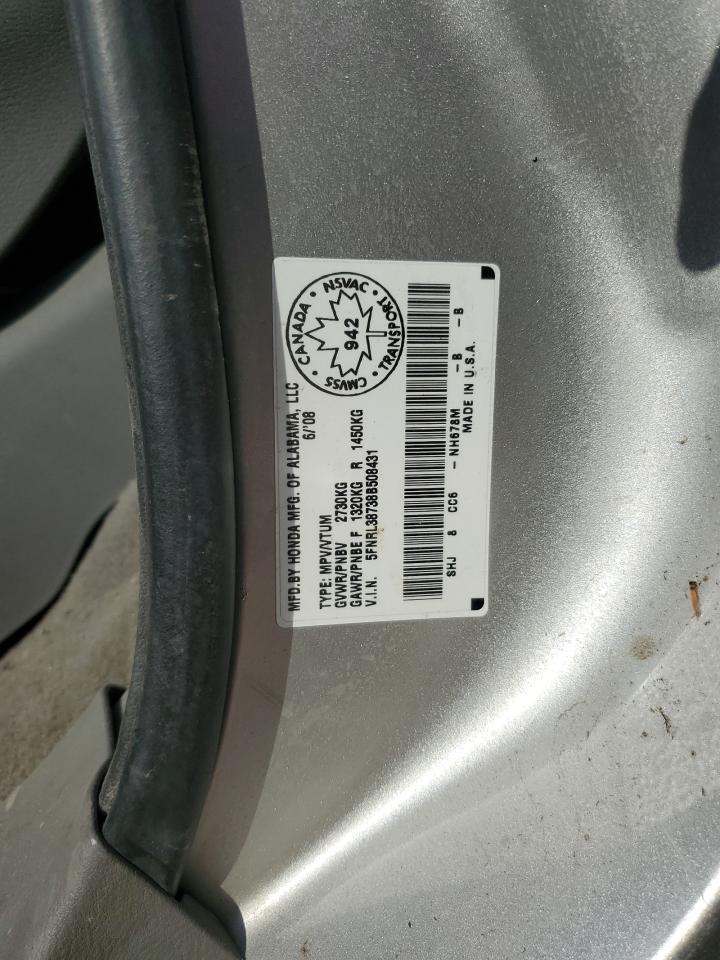 MFD.BY HONDA MFG. OF ALABAMA, LLC
6/'08
TYPE: MPV/VTUM
GVWR/PNBV 2730KG
GAWR/PNBE F 1320KG R 1450KG
V.I.N. 5FNRL38738B508431
CANADA • NSVAC • TRANSPORT • CMVSS •
942
SHJ 8 CC6 - NH678M -B -B
MADE IN U.S.A.